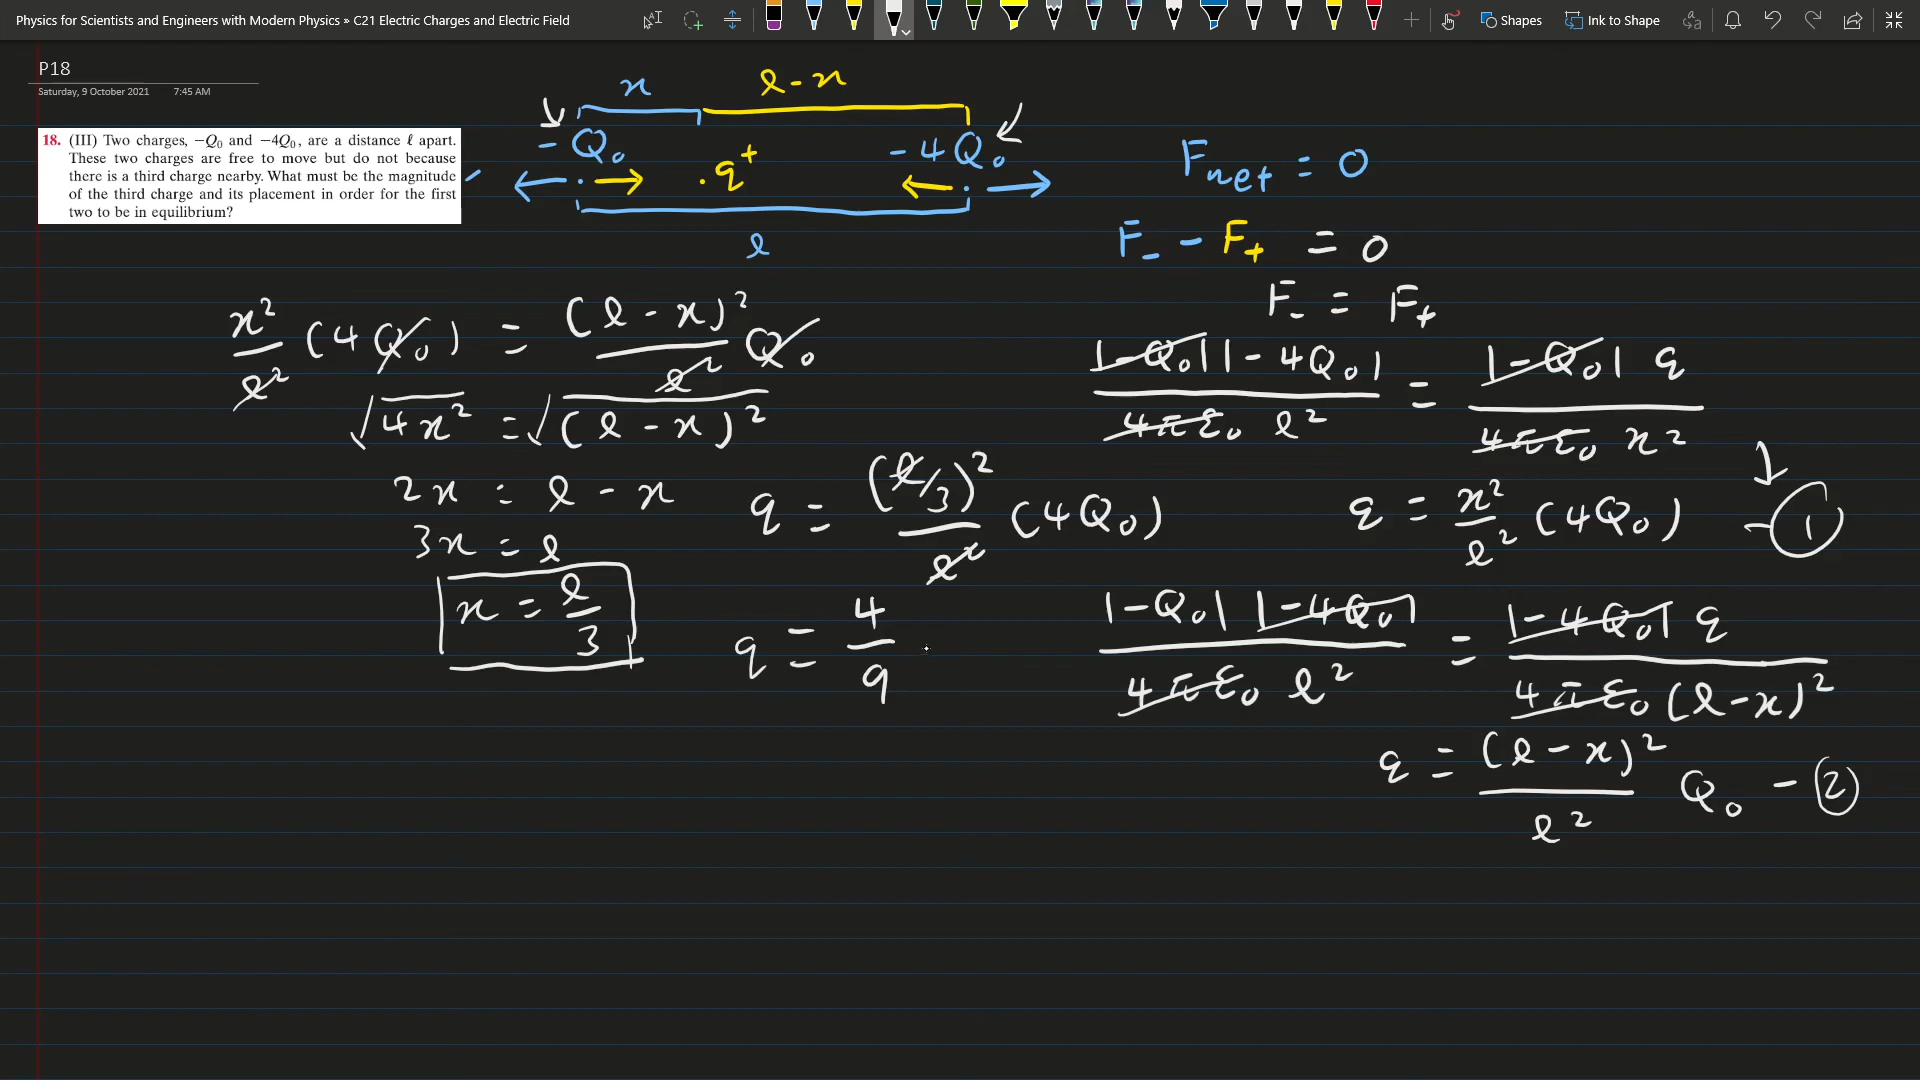 Physics for Scientists and Engineers with Modern Physics » C21 Electric Charges and Electric Field
Shapes
Ink to Shape
P18
Saturday, 9 October 2021 7:45 AM
18. (III) Two charges, −Q₀ and −4Q₀, are a distance ℓ apart.
These two charges are free to move but do not because
there is a third charge nearby. What must be the magnitude
of the third charge and its placement in order for the first
two to be in equilibrium?
x
ℓ - x
- Q₀
q⁺
- 4Q₀
ℓ
Fnet = 0
F₋ - F₊ = 0
F₋ = F₊
|-Q₀| |-4Q₀| / 4πε₀ ℓ² = |-Q₀| q / 4πε₀ x²
q = x²/ℓ² (4Q₀) - ①
|-Q₀| |-4Q₀| / 4πε₀ ℓ² = |-4Q₀| q / 4πε₀ (ℓ-x)²
q = (ℓ-x)²/ℓ² Q₀ - ②
x²/ℓ² (4Q₀) = (ℓ-x)²/ℓ² Q₀
√4x² = √(ℓ-x)²
2x = ℓ - x
3x = ℓ
x = ℓ/3
q = (ℓ/3)²/ℓ² (4Q₀)
q = 4/9